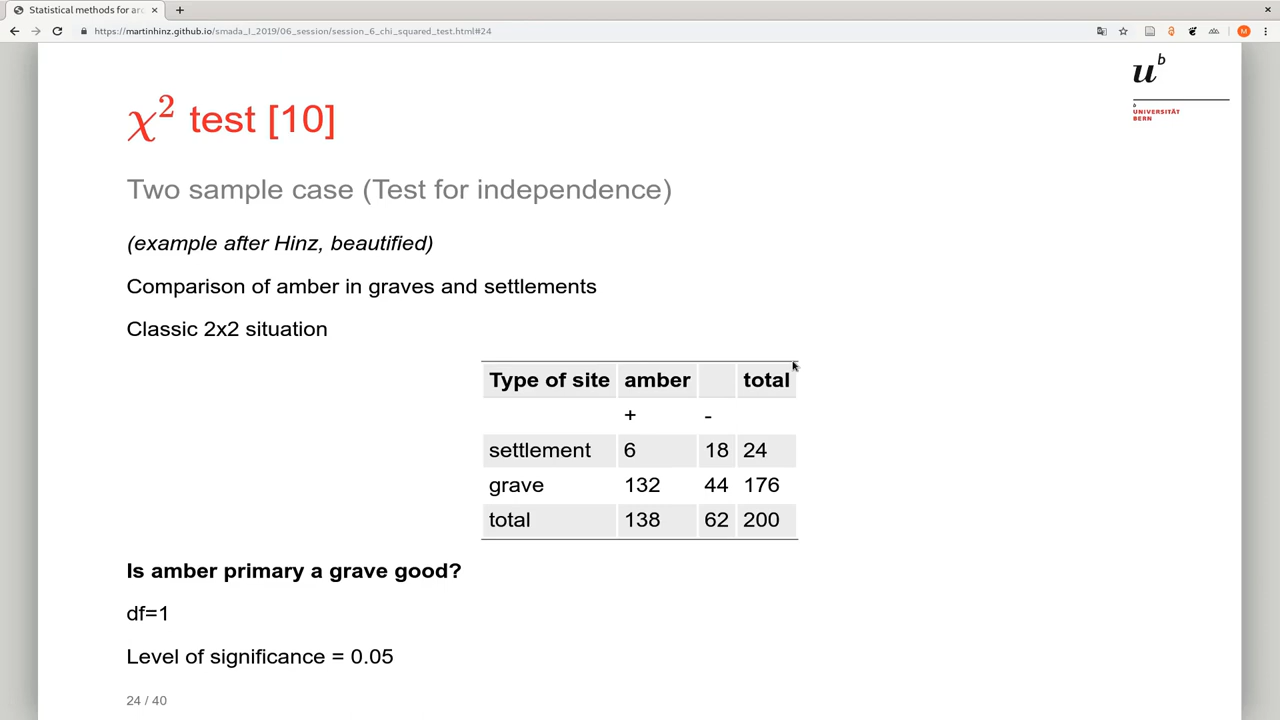 Statistical methods for ar
https://martinhinz.github.io/smada_I_2019/06_session/session_6_chi_squared_test.html#24
u^b
b
UNIVERSITÄT
BERN
χ² test [10]
Two sample case (Test for independence)
(example after Hinz, beautified)
Comparison of amber in graves and settlements
Classic 2x2 situation
Type of site amber total
+ -
settlement 6 18 24
grave 132 44 176
total 138 62 200
Is amber primary a grave good?
df=1
Level of significance = 0.05
24 / 40